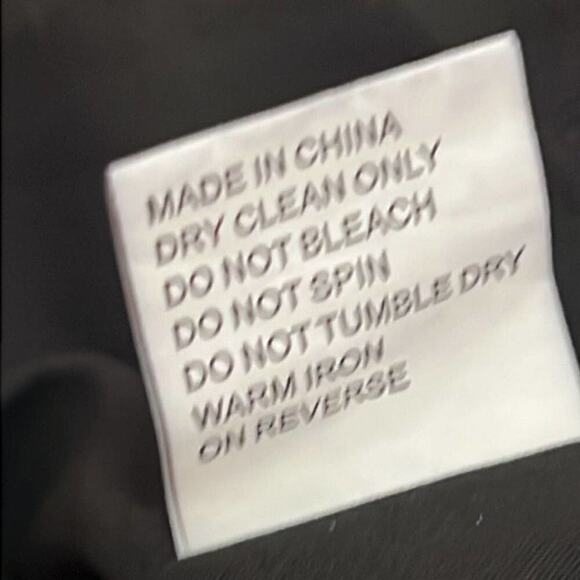 MADE IN CHINA
DRY CLEAN ONLY
DO NOT BLEACH
DO NOT SPIN
DO NOT TUMBLE DRY
WARM IRON
ON REVERSE